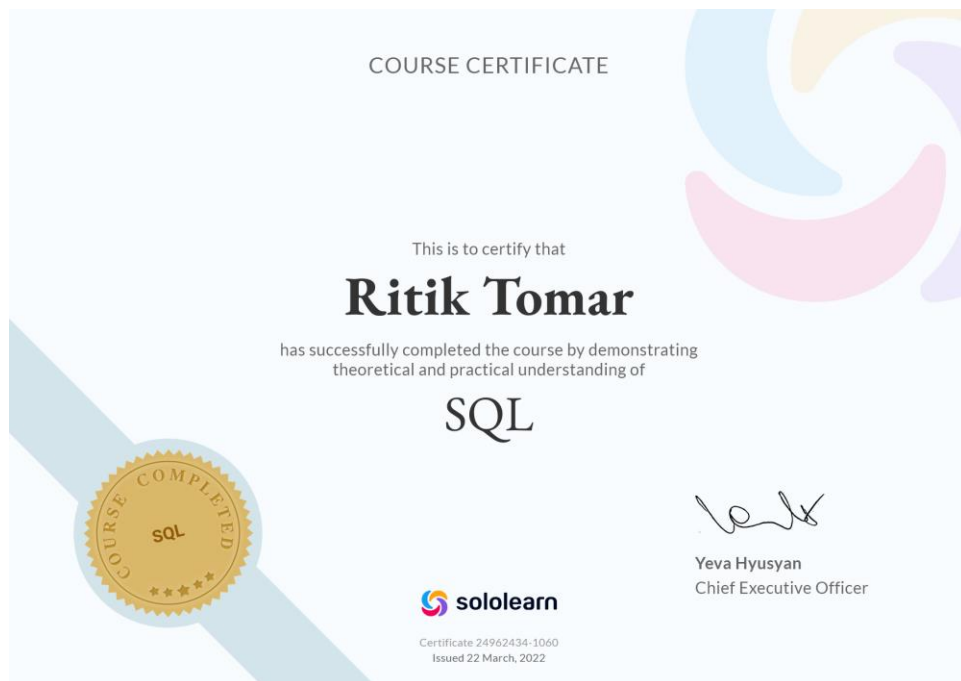 COURSE CERTIFICATE
This is to certify that
Ritik Tomar
has successfully completed the course by demonstrating
theoretical and practical understanding of
SQL
COURSE COMPLETED
SQL
Yeva Hyusyan
Chief Executive Officer
sololearn
Certificate 24962434-1060
Issued 22 March, 2022